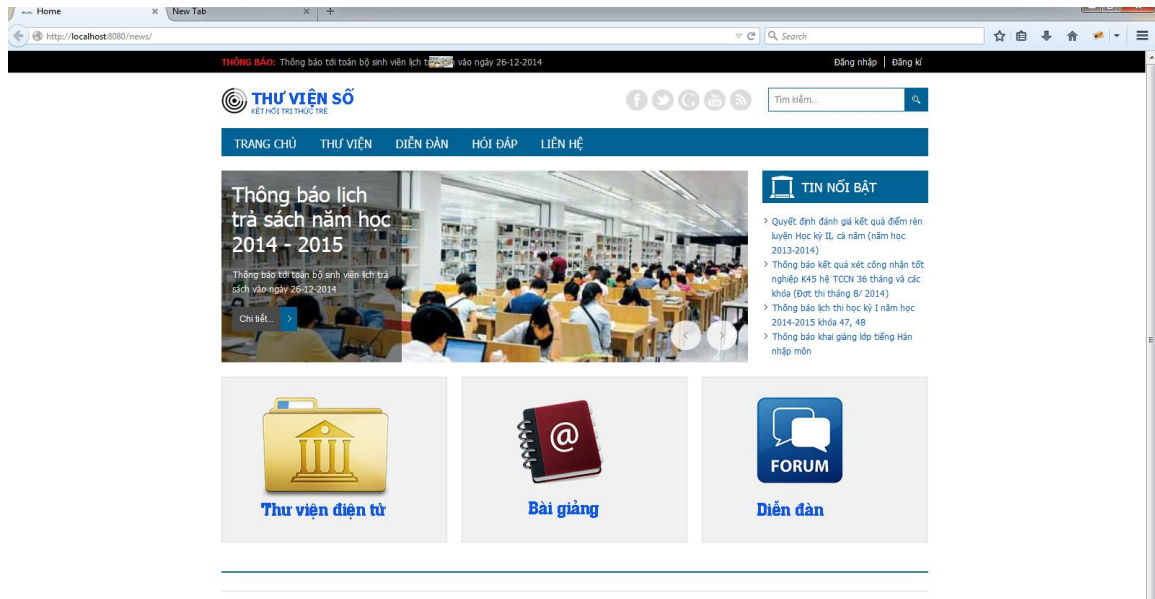 Home
New Tab
http://localhost:8080/news/
Search
THÔNG BÁO: Thông báo tới toàn bộ sinh viên lịch vào ngày 26-12-2014
Đăng nhập | Đăng kí
THƯ VIỆN SỐ
KẾT NỐI TRI THỨC TRẺ
Tìm kiếm...
TRANG CHỦ THƯ VIỆN DIỄN ĐÀN HỎI ĐÁP LIÊN HỆ
Thông báo lịch
trả sách năm học
2014 - 2015
Thông báo tới toàn bộ sinh viên lịch trả
sách vào ngày 26-12-2014
Chi tiết...
TIN NỔI BẬT
Quyết định đánh giá kết quả điểm rèn
luyện Học kỳ II, cả năm (năm học
2013-2014)
Thông báo kết quả xét công nhận tốt
nghiệp K45 hệ TCCN 36 tháng và các
khóa (Đợt thi tháng 8/ 2014)
Thông báo lịch thi học kỳ I năm học
2014-2015 khóa 47, 48
Thông báo khai giảng lớp tiếng Hàn
nhập môn
@
FORUM
Thư viện điện tử
Bài giảng
Diễn đàn